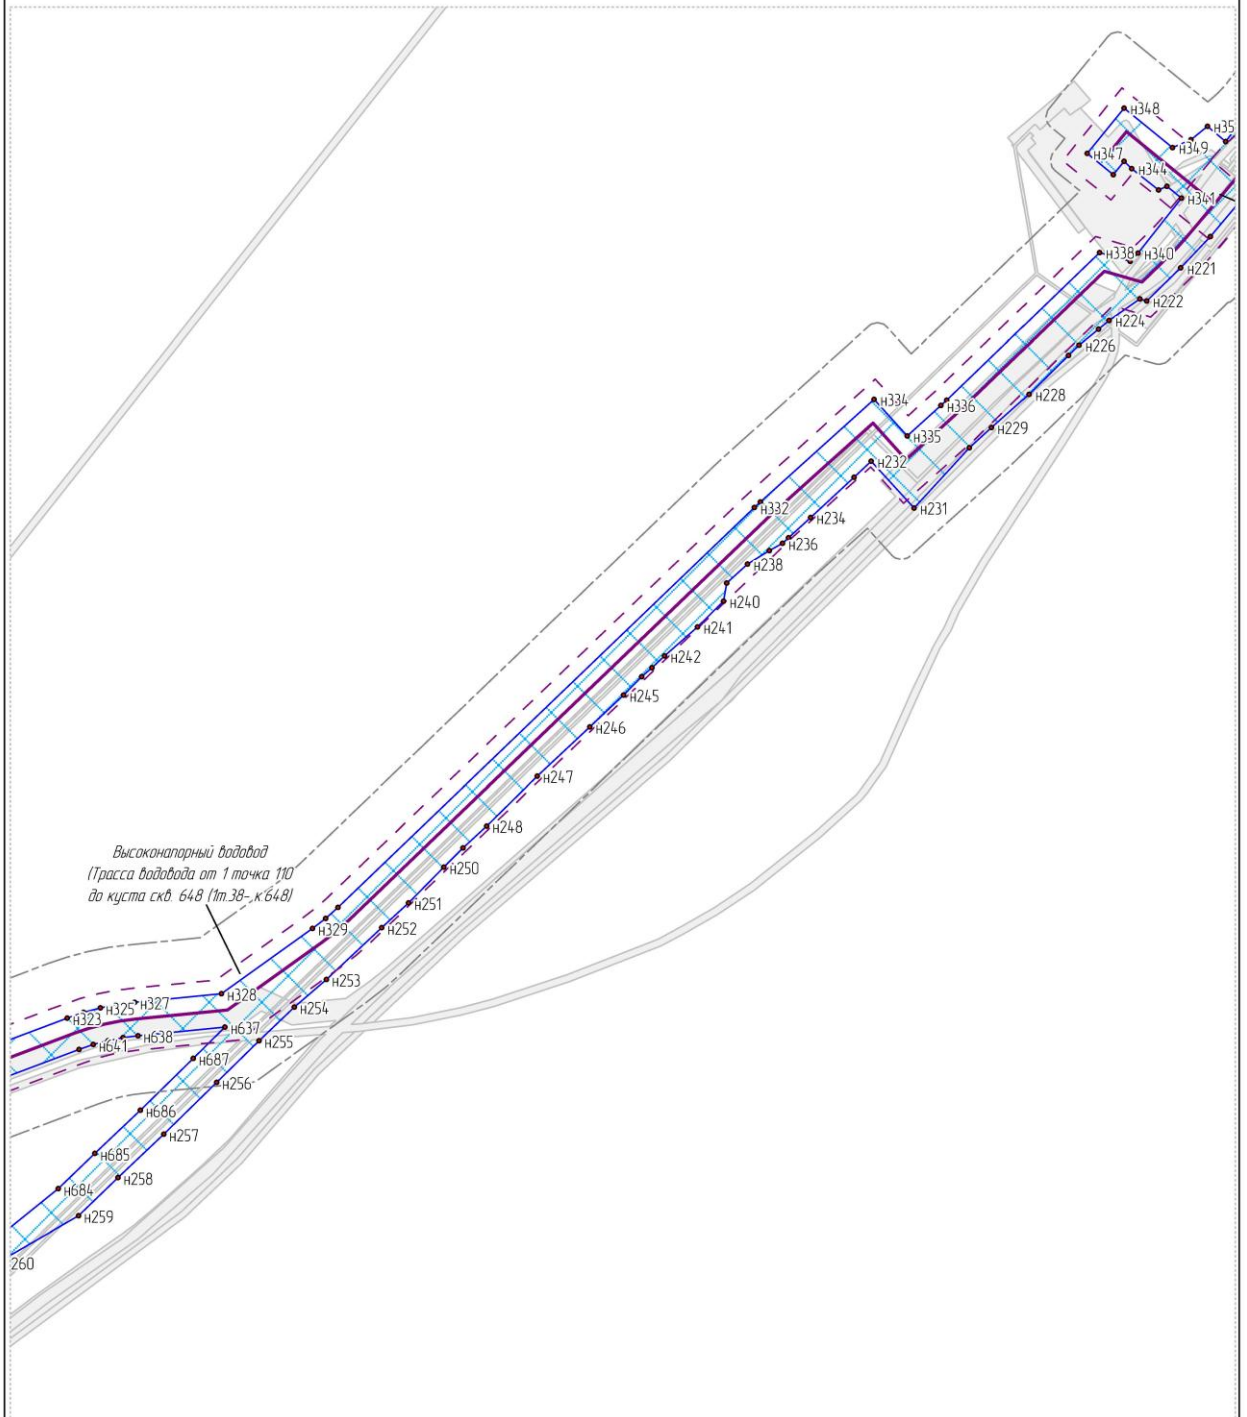 н348
н35
н349
н347
н344
н341
н338
н340
н221
н222
н224
н226
н228
н334
н336
н335
н229
н232
н231
н332
н234
н236
н238
н240
н241
н242
н245
н246
н247
н248
Высоконапорный водовод
(Трасса водовода от 1 точка 110
до куста скв. 648 (1т.38-.к.648)
н250
н251
н329
н252
н253
н328
н327
н325
н254
н323
н637
н638
н255
н641
н687
н256
н686
н257
н685
н258
н684
н259
260